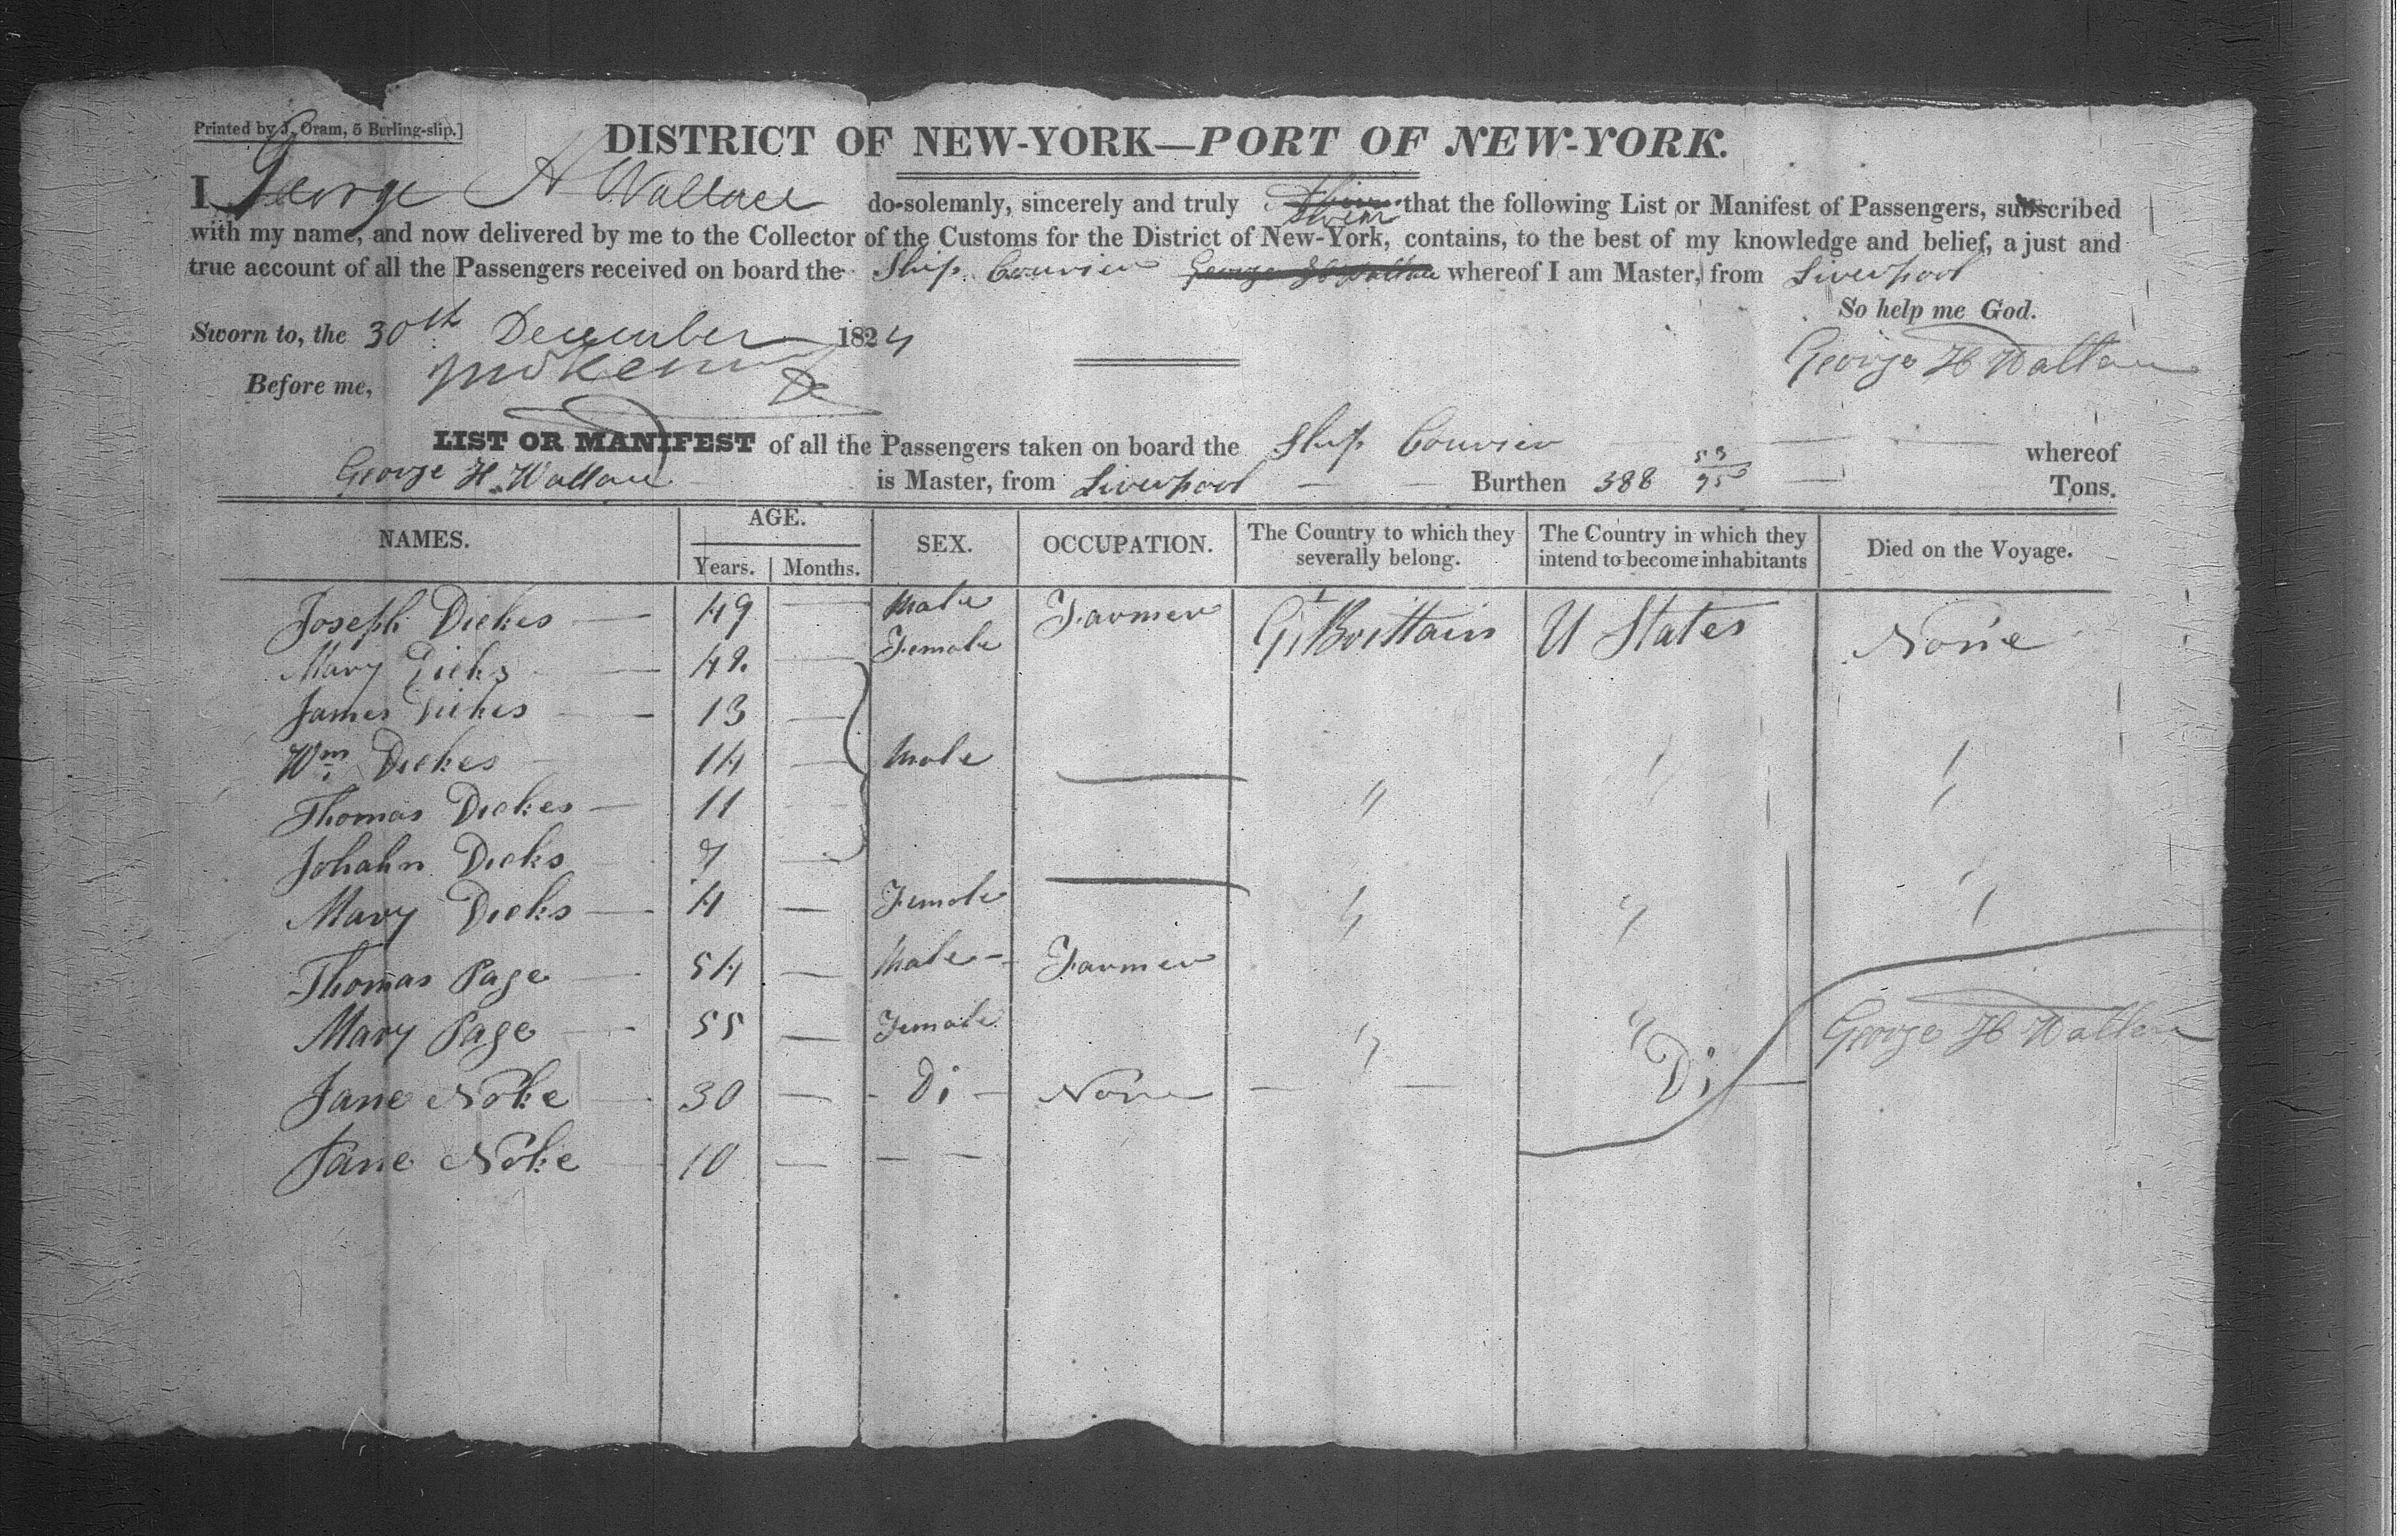 Printed by J. Oram, 5 Burling-slip.]
DISTRICT OF NEW-YORK—PORT OF NEW-YORK.
I George H Wallace do solemnly, sincerely and truly that the following List or Manifest of Passengers, subscribed
with my name, and now delivered by me to the Collector of the Customs for the District of New-York, contains, to the best of my knowledge and belief, a just and
true account of all the Passengers received on board the Ship Courier George H Wallace whereof I am Master, from Liverpool
So help me God.
Sworn to, the 30th December 1824
George H Wallace
Before me,
LIST OR MANIFEST of all the Passengers taken on board the Ship Courier whereof
George H. Wallace is Master, from Liverpool Burthen 388 53/95 Tons.
NAMES. AGE. SEX. OCCUPATION. The Country to which they severally belong. The Country in which they intend to become inhabitants Died on the Voyage.
Years. Months.
Joseph Dickes — 49 — Male Farmer Gt Brittain U States None
Mary Dicks — 42 — Female
James Dickes — 13 —
Wm Dickes 14 — Male
Thomas Dickes — 11 " "
Johahn Dicks 7 —
Mary Dicks — 4 — Female " "
Thomas Page — 54 — Male - Farmer
Mary Page — 55 — Female " " George H Wallace
Jane Noke — 30 — - Di - None — — Di —
Jane Noke 10 — — —